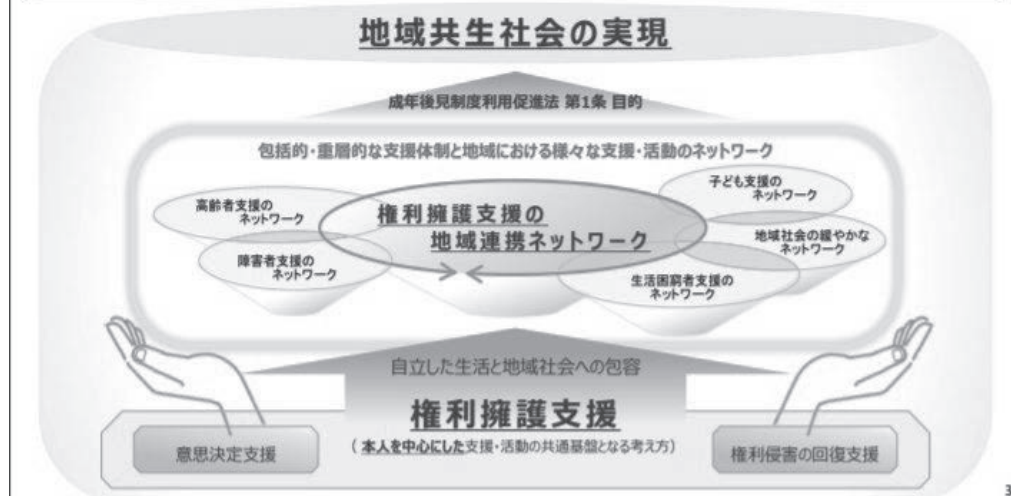 地域共生社会の実現
成年後見制度利用促進法 第1条 目的
包括的・重層的な支援体制と地域における様々な支援・活動のネットワーク
高齢者支援の
ネットワーク
障害者支援の
ネットワーク
権利擁護支援の
地域連携ネットワーク
子ども支援の
ネットワーク
地域社会の緩やかな
ネットワーク
生活困窮者支援の
ネットワーク
自立した生活と地域社会への包容
権利擁護支援
(本人を中心にした支援・活動の共通基盤となる考え方)
意思決定支援
権利侵害の回復支援
3